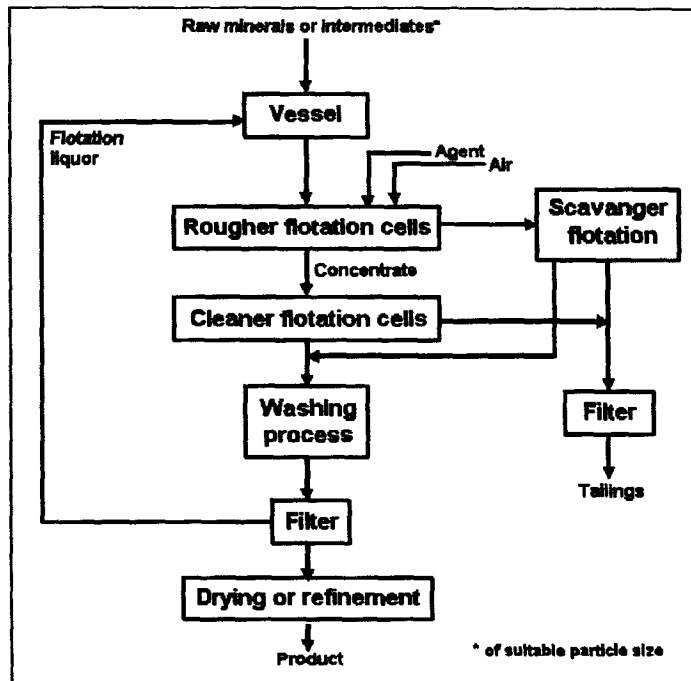 Raw minerals or intermediates*
Vessel
Flotation
liquor
Agent
Air
Rougher flotation cells
Scavanger
flotation
Concentrate
Cleaner flotation cells
Washing
process
Filter
Tailings
Filter
Drying or refinement
Product
* of suitable particle size